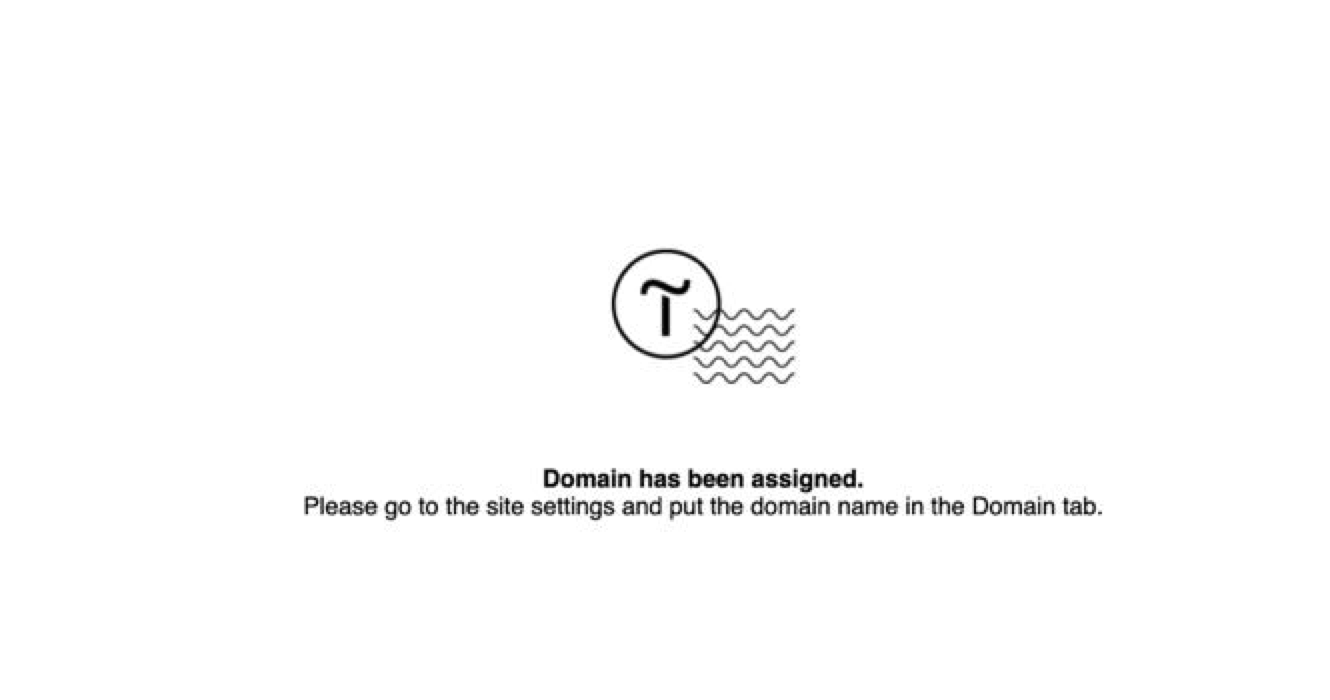 Domain has been assigned.
Please go to the site settings and put the domain name in the Domain tab.